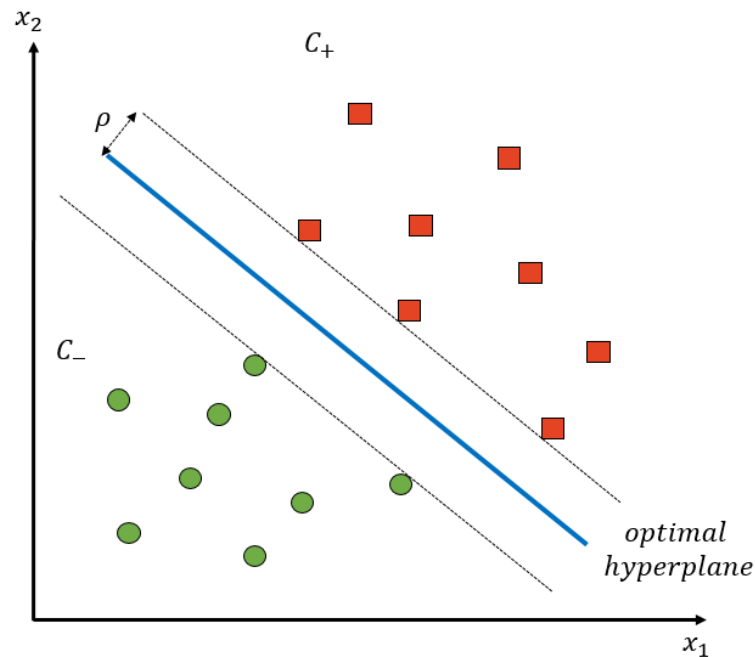 x₂
C₊
ρ
C₋
optimal
hyperplane
x₁